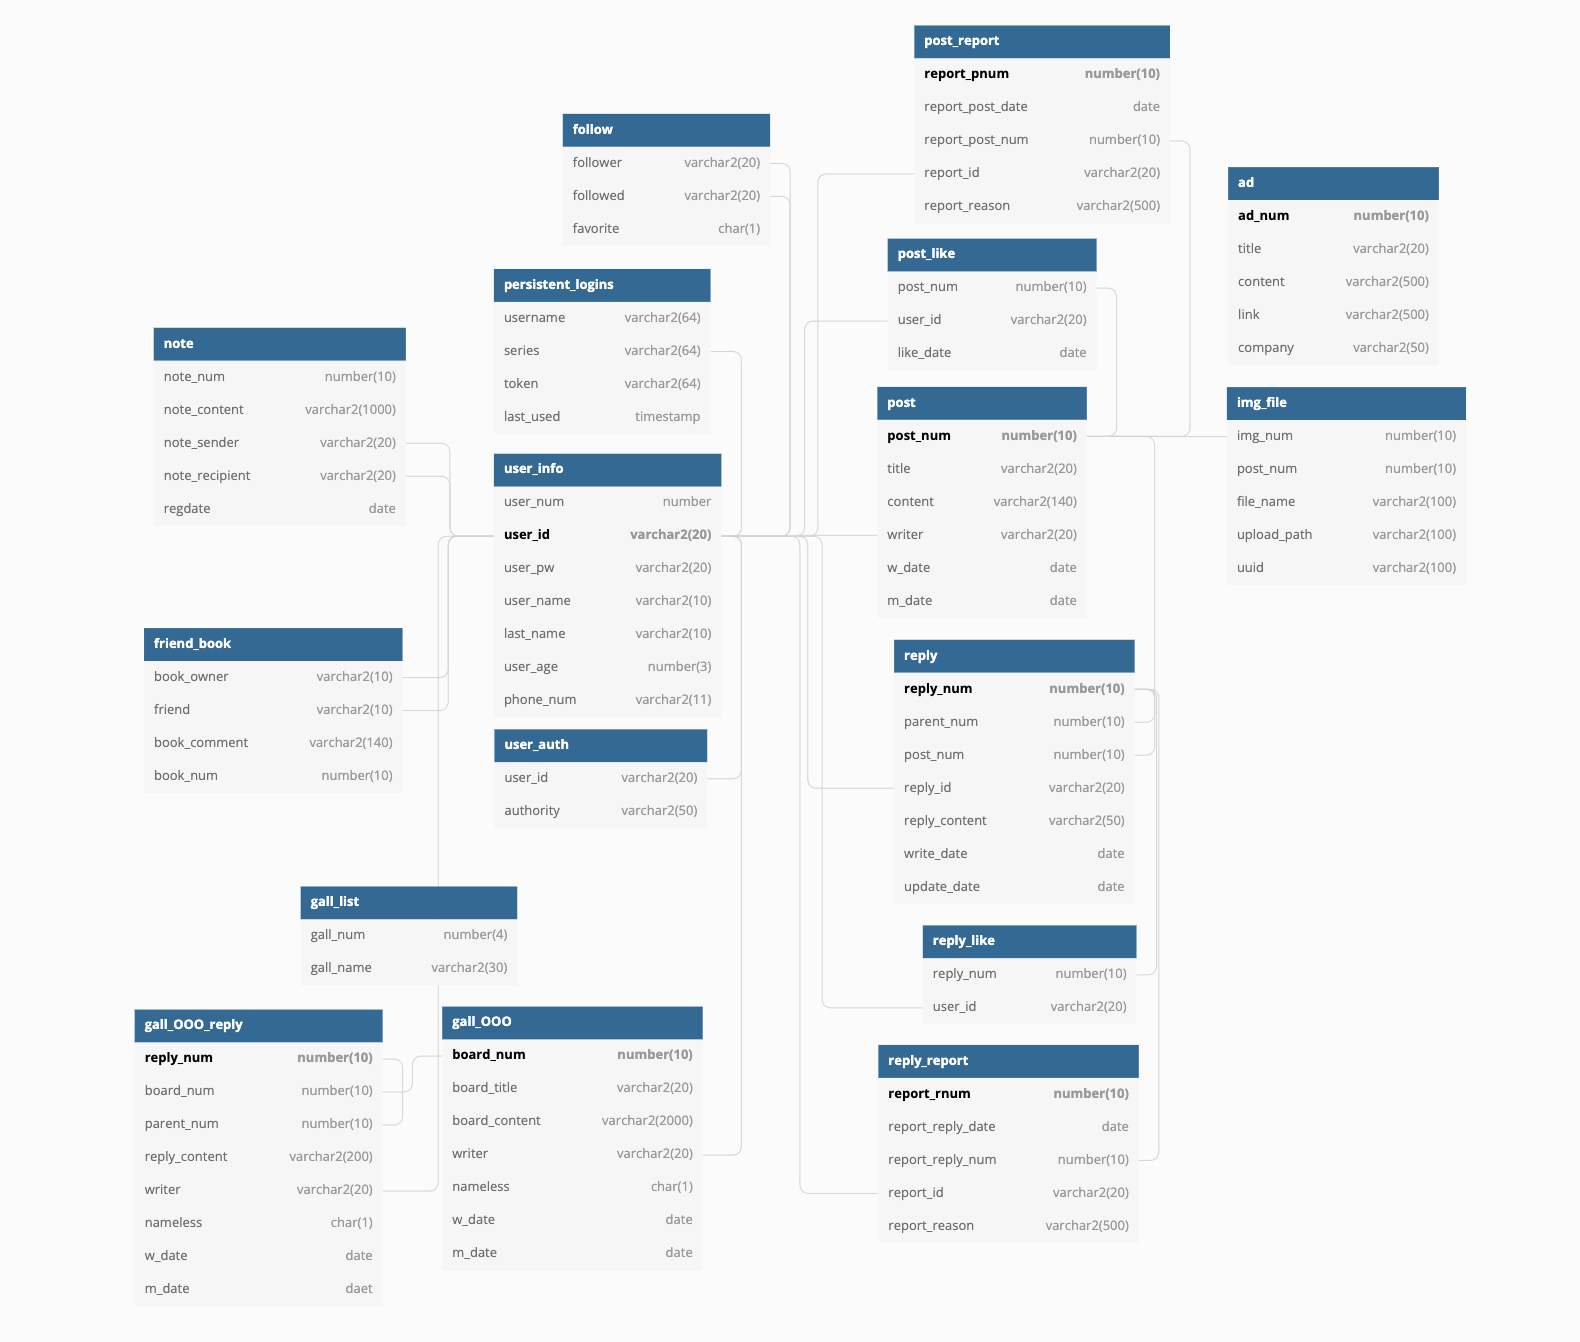 post_report
report_pnum number(10)
report_post_date date
report_post_num number(10)
report_id varchar2(20)
report_reason varchar2(500)
follow
follower varchar2(20)
followed varchar2(20)
favorite char(1)
ad
ad_num number(10)
title varchar2(20)
content varchar2(500)
link varchar2(500)
company varchar2(50)
post_like
post_num number(10)
user_id varchar2(20)
like_date date
persistent_logins
username varchar2(64)
series varchar2(64)
token varchar2(64)
last_used timestamp
note
note_num number(10)
note_content varchar2(1000)
note_sender varchar2(20)
note_recipient varchar2(20)
regdate date
post
post_num number(10)
title varchar2(20)
content varchar2(140)
writer varchar2(20)
w_date date
m_date date
img_file
img_num number(10)
post_num number(10)
file_name varchar2(100)
upload_path varchar2(100)
uuid varchar2(100)
user_info
user_num number
user_id varchar2(20)
user_pw varchar2(20)
user_name varchar2(10)
last_name varchar2(10)
user_age number(3)
phone_num varchar2(11)
friend_book
book_owner varchar2(10)
friend varchar2(10)
book_comment varchar2(140)
book_num number(10)
reply
reply_num number(10)
parent_num number(10)
post_num number(10)
reply_id varchar2(20)
reply_content varchar2(50)
write_date date
update_date date
user_auth
user_id varchar2(20)
authority varchar2(50)
gall_list
gall_num number(4)
gall_name varchar2(30)
reply_like
reply_num number(10)
user_id varchar2(20)
gall_OOO_reply
reply_num number(10)
board_num number(10)
parent_num number(10)
reply_content varchar2(200)
writer varchar2(20)
nameless char(1)
w_date date
m_date daet
gall_OOO
board_num number(10)
board_title varchar2(20)
board_content varchar2(2000)
writer varchar2(20)
nameless char(1)
w_date date
m_date date
reply_report
report_rnum number(10)
report_reply_date date
report_reply_num number(10)
report_id varchar2(20)
report_reason varchar2(500)